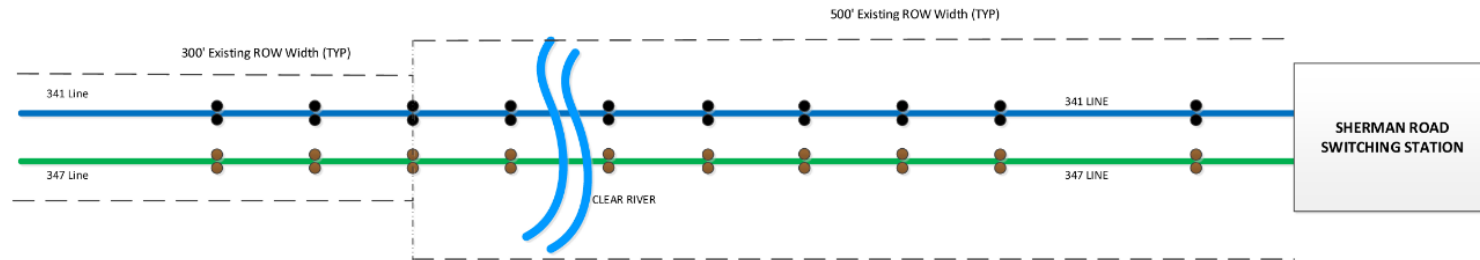 500' Existing ROW Width (TYP)
300' Existing ROW Width (TYP)
341 Line
341 LINE
SHERMAN ROAD
SWITCHING STATION
347 Line
347 LINE
CLEAR RIVER